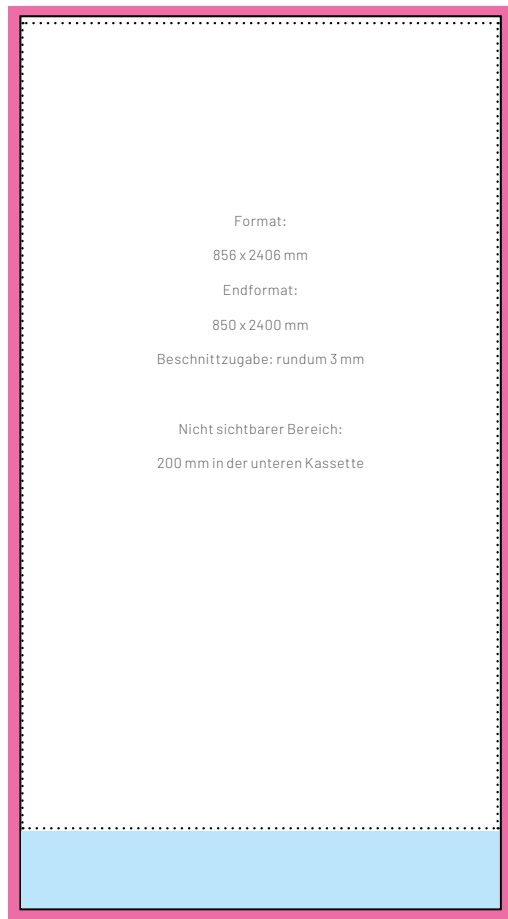 Format:
856 x 2406 mm
Endformat:
850 x 2400 mm
Beschnittzugabe: rundum 3 mm
Nicht sichtbarer Bereich:
200 mm in der unteren Kassette